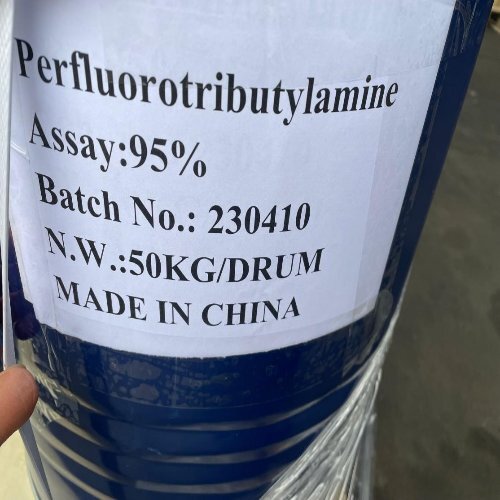 Perfluorotributylamine
Assay:95%
Batch No.: 230410
N.W.:50KG/DRUM
MADE IN CHINA